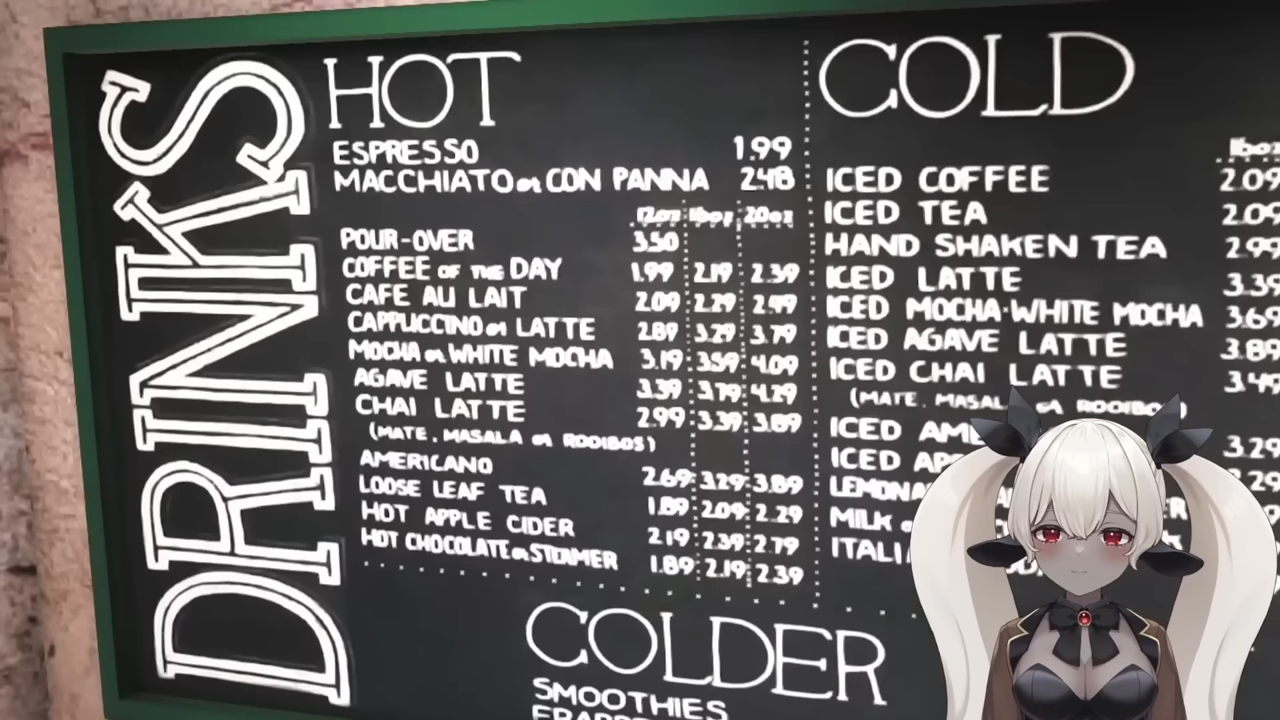 DRINKS
HOT
ESPRESSO 1.99
MACCHIATO or CON PANNA 2.48
12oz 16oz 20oz
POUR-OVER 3.50
COFFEE OF THE DAY 1.99 2.19 2.39
CAFE AU LAIT 2.09 2.29 2.49
CAPPUCCINO or LATTE 2.89 3.29 3.79
MOCHA or WHITE MOCHA 3.19 3.59 4.09
AGAVE LATTE 3.39 3.79 4.29
CHAI LATTE 2.99 3.39 3.89
(MATE, MASALA or ROOIBOS)
AMERICANO 2.69 3.29 3.89
LOOSE LEAF TEA 1.89 2.09 2.29
HOT APPLE CIDER 2.19 2.39 2.79
HOT CHOCOLATE or STEAMER 1.89 2.19 2.39
COLD
16oz
ICED COFFEE 2.09
ICED TEA 2.09
HAND SHAKEN TEA 2.99
ICED LATTE 3.39
ICED MOCHA·WHITE MOCHA 3.69
ICED AGAVE LATTE 3.89
ICED CHAI LATTE 3.49
(MATE, MASALA or ROOIBOS)
ICED 3.29
ICED
MILK
COLDER
SMOOTHIES